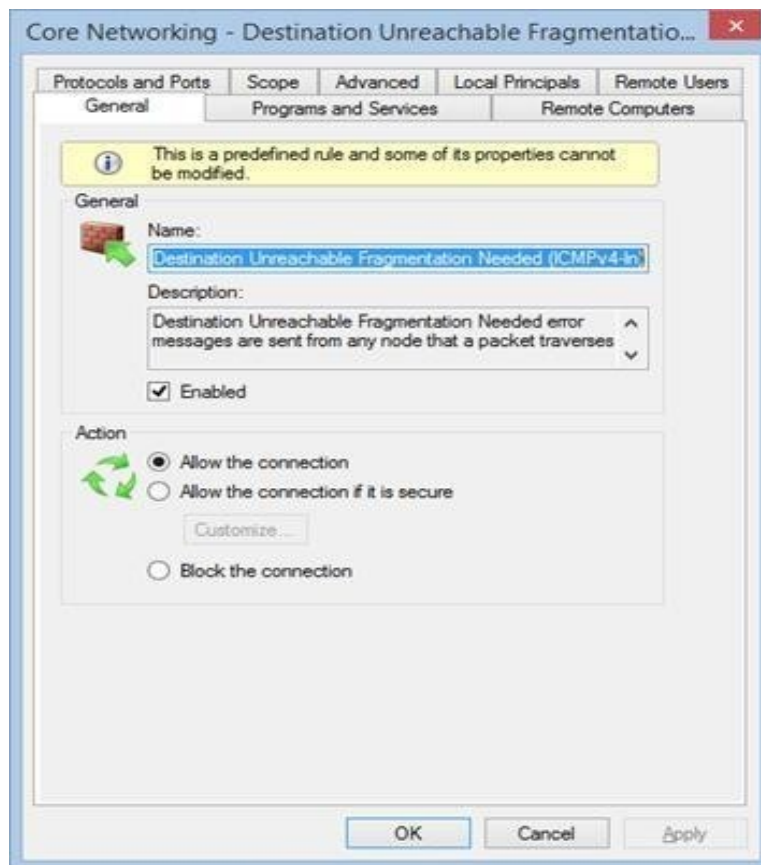 Core Networking - Destination Unreachable Fragmentatio...
Protocols and Ports Scope Advanced Local Principals Remote Users
General Programs and Services Remote Computers
This is a predefined rule and some of its properties cannot
be modified.
General
Name:
Destination Unreachable Fragmentation Needed (ICMPv4-In
Description:
Destination Unreachable Fragmentation Needed error
messages are sent from any node that a packet traverses
Enabled
Action
Allow the connection
Allow the connection if it is secure
Customize...
Block the connection
OK Cancel Apply